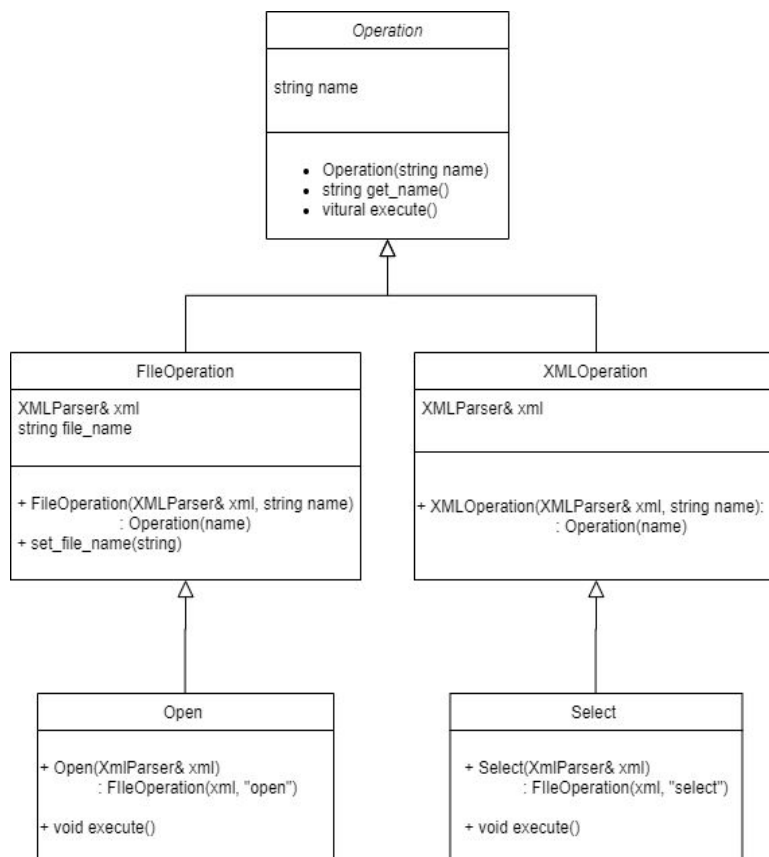 Operation
string name
• Operation(string name)
• string get_name()
• vitural execute()
FIleOperation
XMLParser& xml
string file_name
+ FileOperation(XMLParser& xml, string name)
: Operation(name)
+ set_file_name(string)
XMLOperation
XMLParser& xml
+ XMLOperation(XMLParser& xml, string name):
: Operation(name)
Open
+ Open(XmlParser& xml)
: FIleOperation(xml, "open")
+ void execute()
Select
+ Select(XmlParser& xml)
: FIleOperation(xml, "select")
+ void execute()